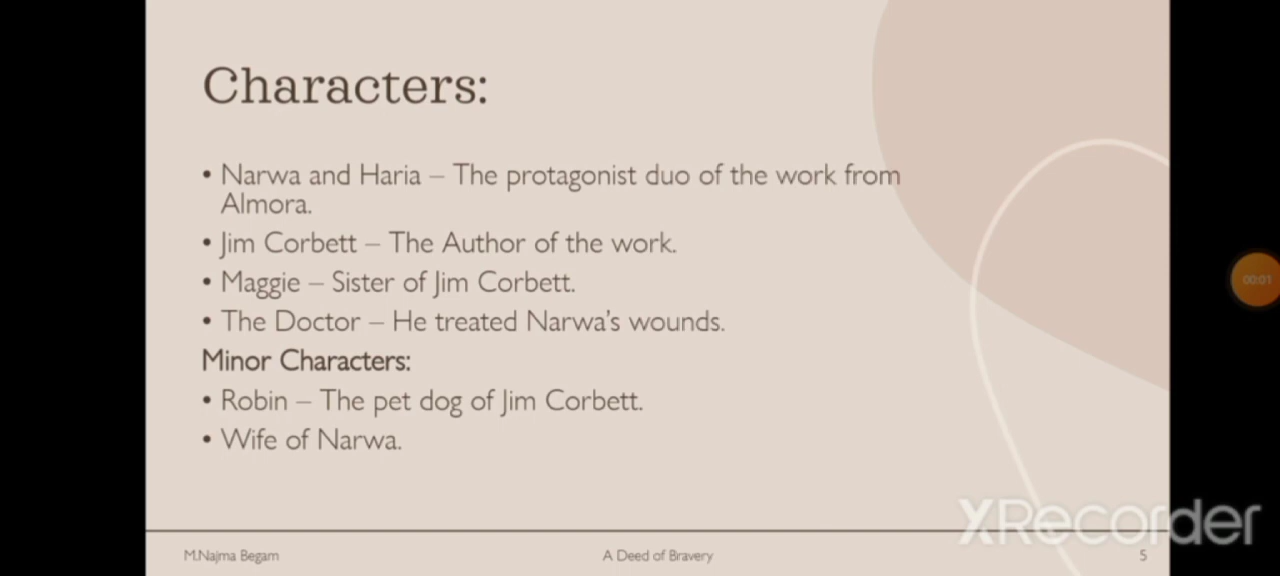 Characters:
• Narwa and Haria – The protagonist duo of the work from
Almora.
• Jim Corbett – The Author of the work.
• Maggie – Sister of Jim Corbett.
• The Doctor – He treated Narwa's wounds.
Minor Characters:
• Robin – The pet dog of Jim Corbett.
• Wife of Narwa.
00:01
XRecorder
M.Najma Begam
A Deed of Bravery
5